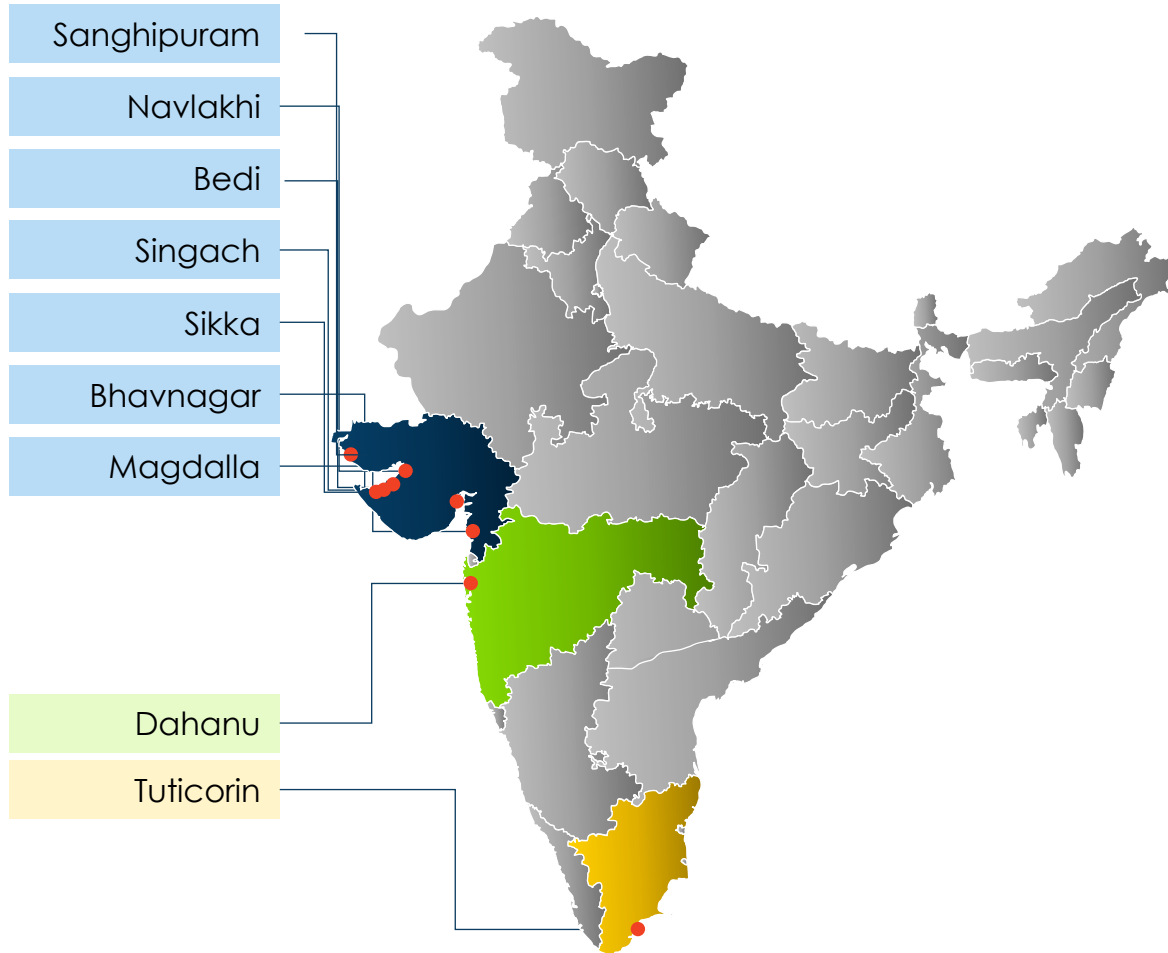 Sanghipuram
Navlakhi
Bedi
Singach
Sikka
Bhavnagar
Magdalla
Dahanu
Tuticorin